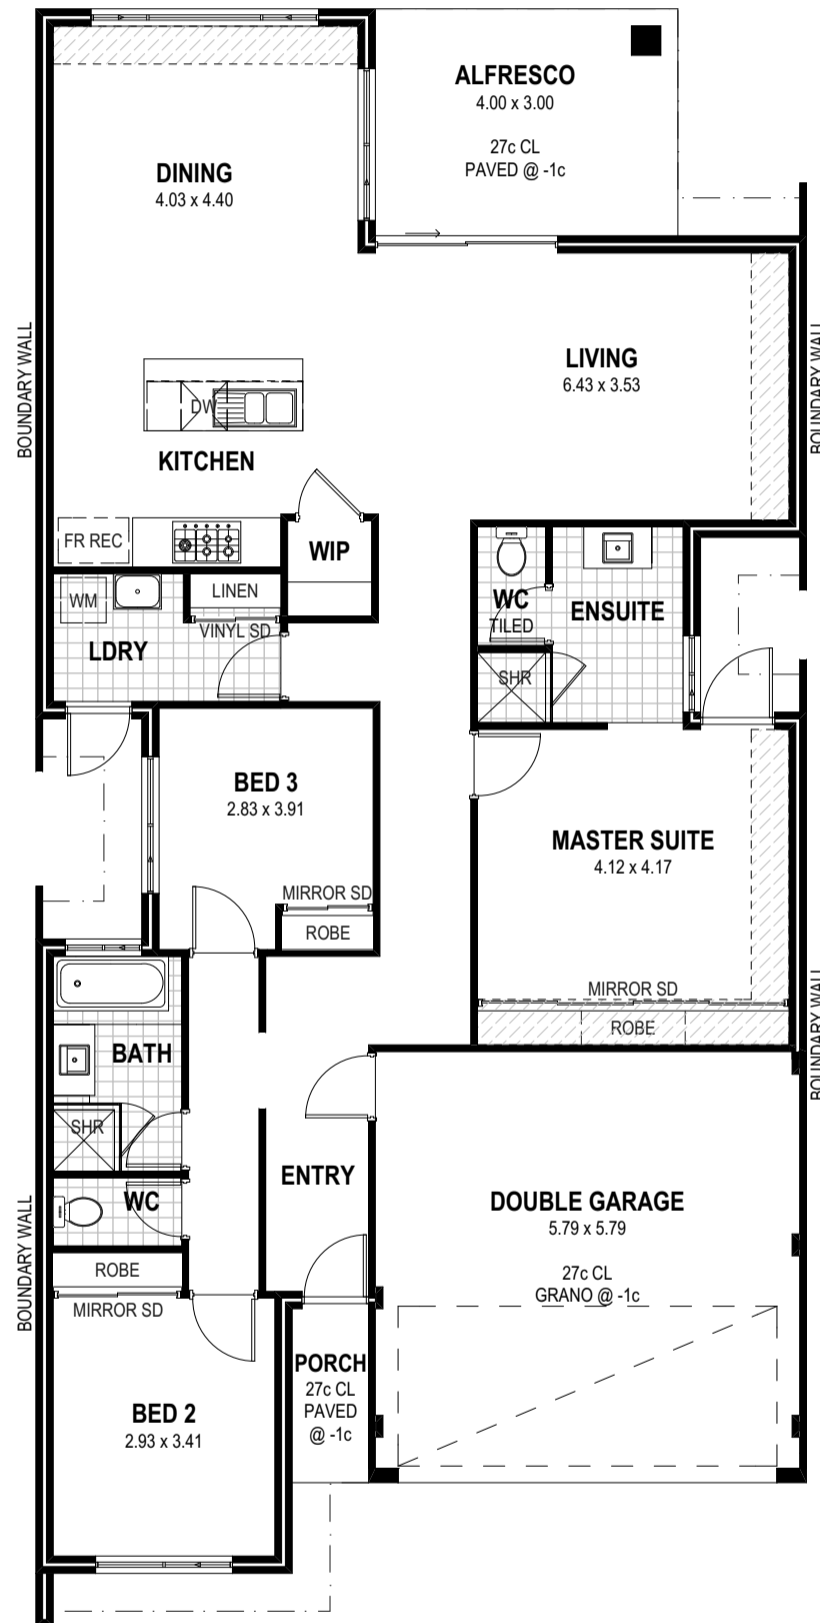 ALFRESCO
4.00 x 3.00
27c CL
PAVED @ -1c
DINING
4.03 x 4.40
BOUNDARY WALL
LIVING
6.43 x 3.53
BOUNDARY WALL
DW
KITCHEN
FR REC
WIP
WM
LINEN
VINYL SD
LDRY
WC
TILED
ENSUITE
SHR
BED 3
2.83 x 3.91
MIRROR SD
ROBE
MASTER SUITE
4.12 x 4.17
MIRROR SD
ROBE
BOUNDARY WALL
BATH
SHR
WC
ENTRY
DOUBLE GARAGE
5.79 x 5.79
27c CL
GRANO @ -1c
BOUNDARY WALL
ROBE
MIRROR SD
PORCH
27c CL
PAVED
@ -1c
BED 2
2.93 x 3.41